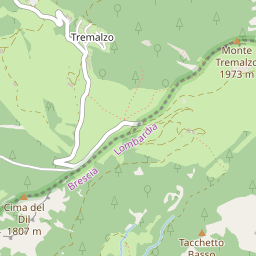 Tremalzo
Monte
Tremalzo
1973 m
Lombardia
Brescia
Cima del
Dil
1807 m
Tacchetto
Basso